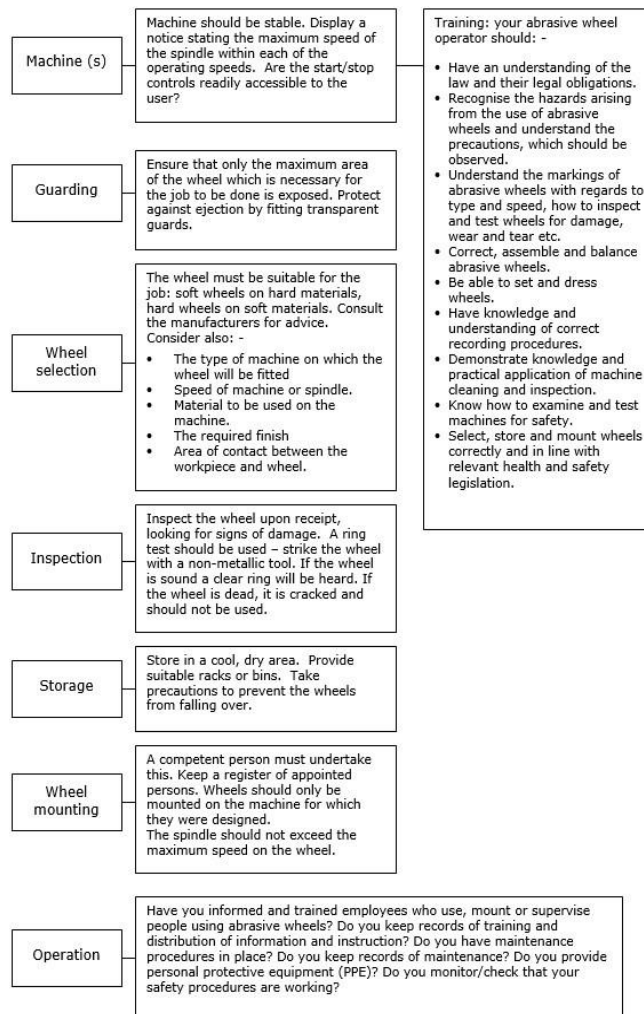 Machine (s)
Machine should be stable. Display a
notice stating the maximum speed of
the spindle within each of the
operating speeds.  Are the start/stop
controls readily accessible to the
user?
Training: your abrasive wheel
operator should: -
• Have an understanding of the
law and their legal obligations.
• Recognise the hazards arising
from the use of abrasive
wheels and understand the
precautions, which should be
observed.
• Understand the markings of
abrasive wheels with regards to
type and speed, how to inspect
and test wheels for damage,
wear and tear etc.
• Correct, assemble and balance
abrasive wheels.
• Be able to set and dress
wheels.
• Have knowledge and
understanding of correct
recording procedures.
• Demonstrate knowledge and
practical application of machine
cleaning and inspection.
• Know how to examine and test
machines for safety.
• Select, store and mount wheels
correctly and in line with
relevant health and safety
legislation.
Guarding
Ensure that only the maximum area
of the wheel which is necessary for
the job to be done is exposed. Protect
against ejection by fitting transparent
guards.
Wheel
selection
The wheel must be suitable for the
job: soft wheels on hard materials,
hard wheels on soft materials. Consult
the manufacturers for advice.
Consider also: -
• The type of machine on which the
wheel will be fitted
• Speed of machine or spindle.
• Material to be used on the
machine.
• The required finish
• Area of contact between the
workpiece and wheel.
Inspection
Inspect the wheel upon receipt,
looking for signs of damage.  A ring
test should be used – strike the wheel
with a non-metallic tool. If the wheel
is sound a clear ring will be heard. If
the wheel is dead, it is cracked and
should not be used.
Storage
Store in a cool, dry area.  Provide
suitable racks or bins.  Take
precautions to prevent the wheels
from falling over.
Wheel
mounting
A competent person must undertake
this. Keep a register of appointed
persons. Wheels should only be
mounted on the machine for which
they were designed.
The spindle should not exceed the
maximum speed on the wheel.
Operation
Have you informed and trained employees who use, mount or supervise
people using abrasive wheels? Do you keep records of training and
distribution of information and instruction? Do you have maintenance
procedures in place? Do you keep records of maintenance? Do you provide
personal protective equipment (PPE)? Do you monitor/check that your
safety procedures are working?